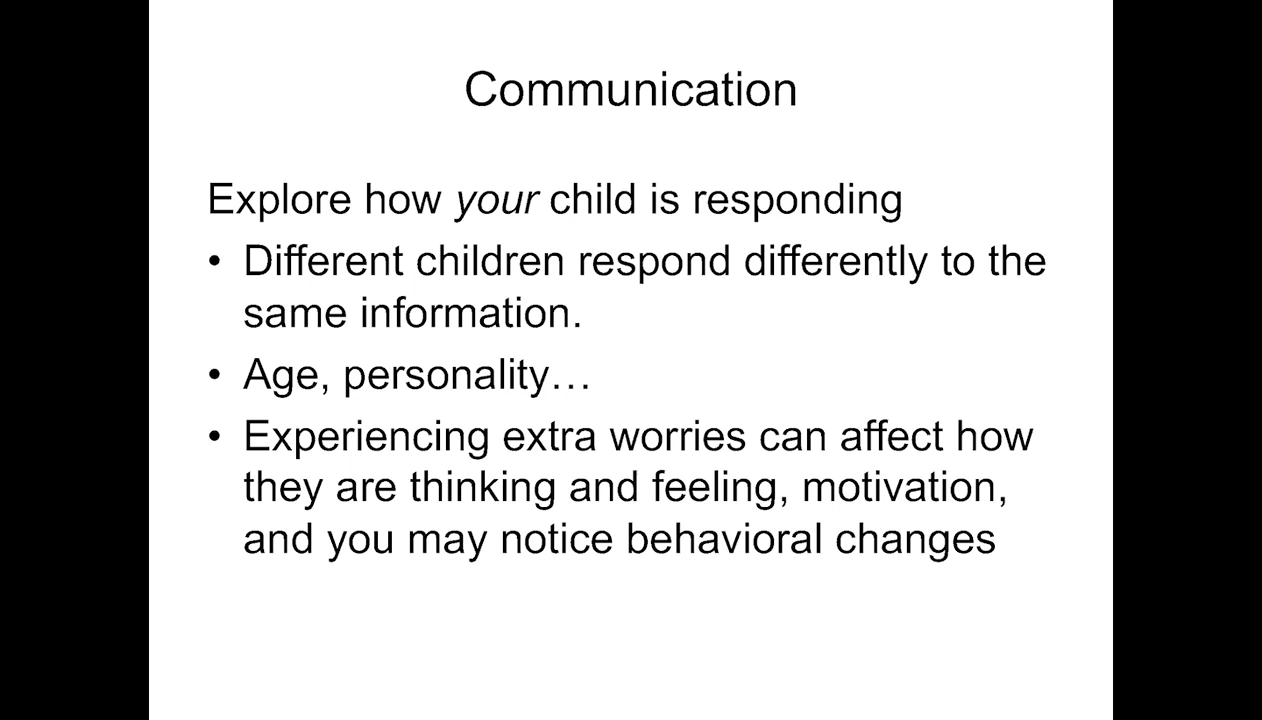 Communication
Explore how your child is responding
• Different children respond differently to the
same information.
• Age, personality…
• Experiencing extra worries can affect how
they are thinking and feeling, motivation,
and you may notice behavioral changes